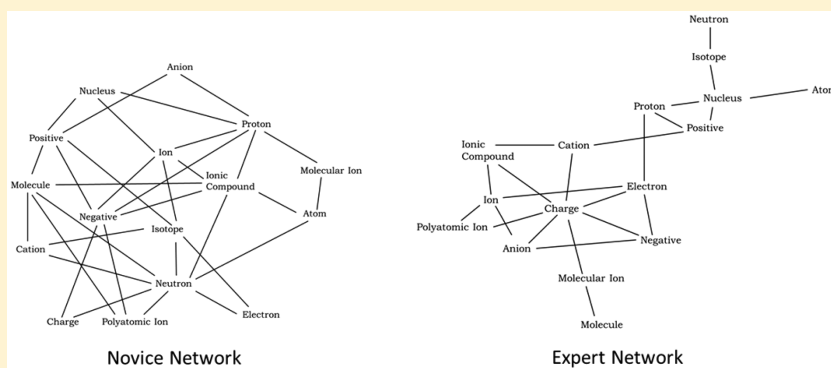 Anion
Nucleus
Proton
Positive
Ion
Ionic
Compound
Molecular Ion
Molecule
Negative
Atom
Isotope
Cation
Neutron
Charge
Polyatomic Ion
Electron
Novice Network
Neutron
Isotope
Nucleus
Atom
Proton
Positive
Ionic
Compound
Cation
Electron
Ion
Charge
Polyatomic Ion
Anion
Negative
Molecular Ion
Molecule
Expert Network